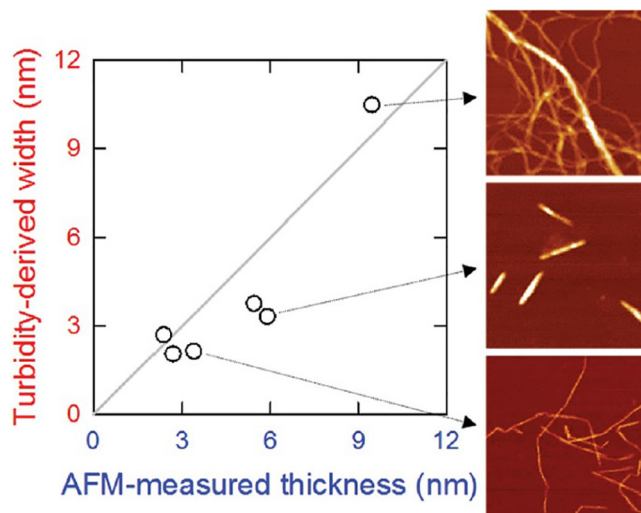 Turbidity-derived width (nm)
12
9
6
3
0
0 3 6 9 12
AFM-measured thickness (nm)